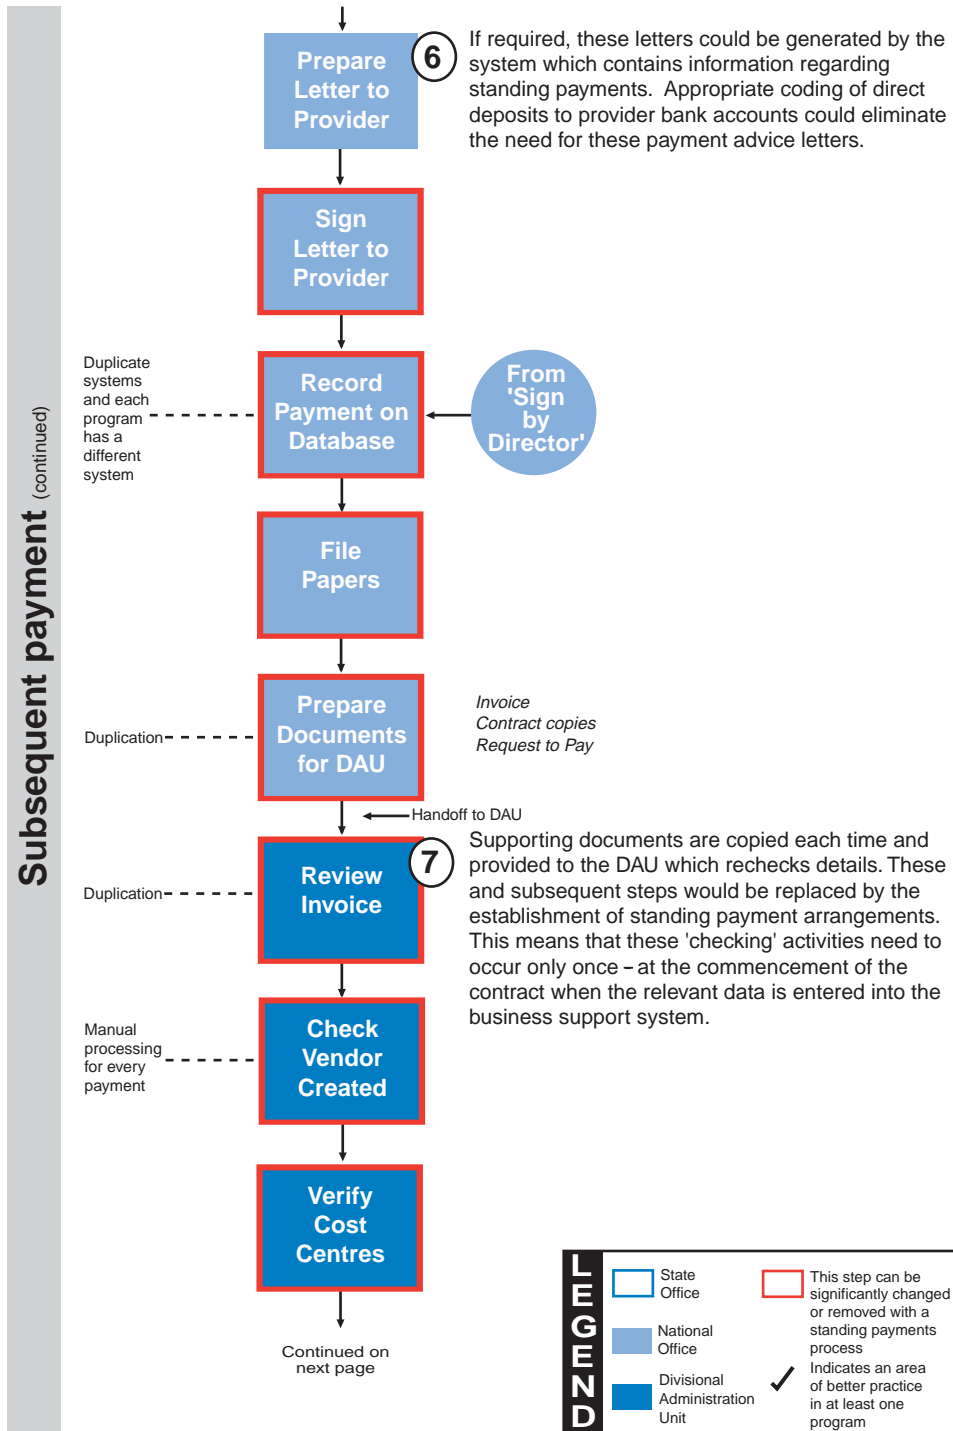 Subsequent payment (continued)
Prepare
Letter to
Provider
6
If required, these letters could be generated by the
system which contains information regarding
standing payments.  Appropriate coding of direct
deposits to provider bank accounts could eliminate
the need for these payment advice letters.
Sign
Letter to
Provider
Duplicate
systems
and each
program
has a
different
system
Record
Payment on
Database
From
'Sign
by
Director'
File
Papers
Duplication
Prepare
Documents
for DAU
Invoice
Contract copies
Request to Pay
Handoff to DAU
Duplication
Review
Invoice
7
Supporting documents are copied each time and
provided to the DAU which rechecks details. These
and subsequent steps would be replaced by the
establishment of standing payment arrangements.
This means that these 'checking' activities need to
occur only once – at the commencement of the
contract when the relevant data is entered into the
business support system.
Manual
processing
for every
payment
Check
Vendor
Created
Verify
Cost
Centres
Continued on
next page
LEGEND
State
Office
National
Office
Divisional
Administration
Unit
This step can be
significantly changed
or removed with a
standing payments
process
Indicates an area
of better practice
in at least one
program